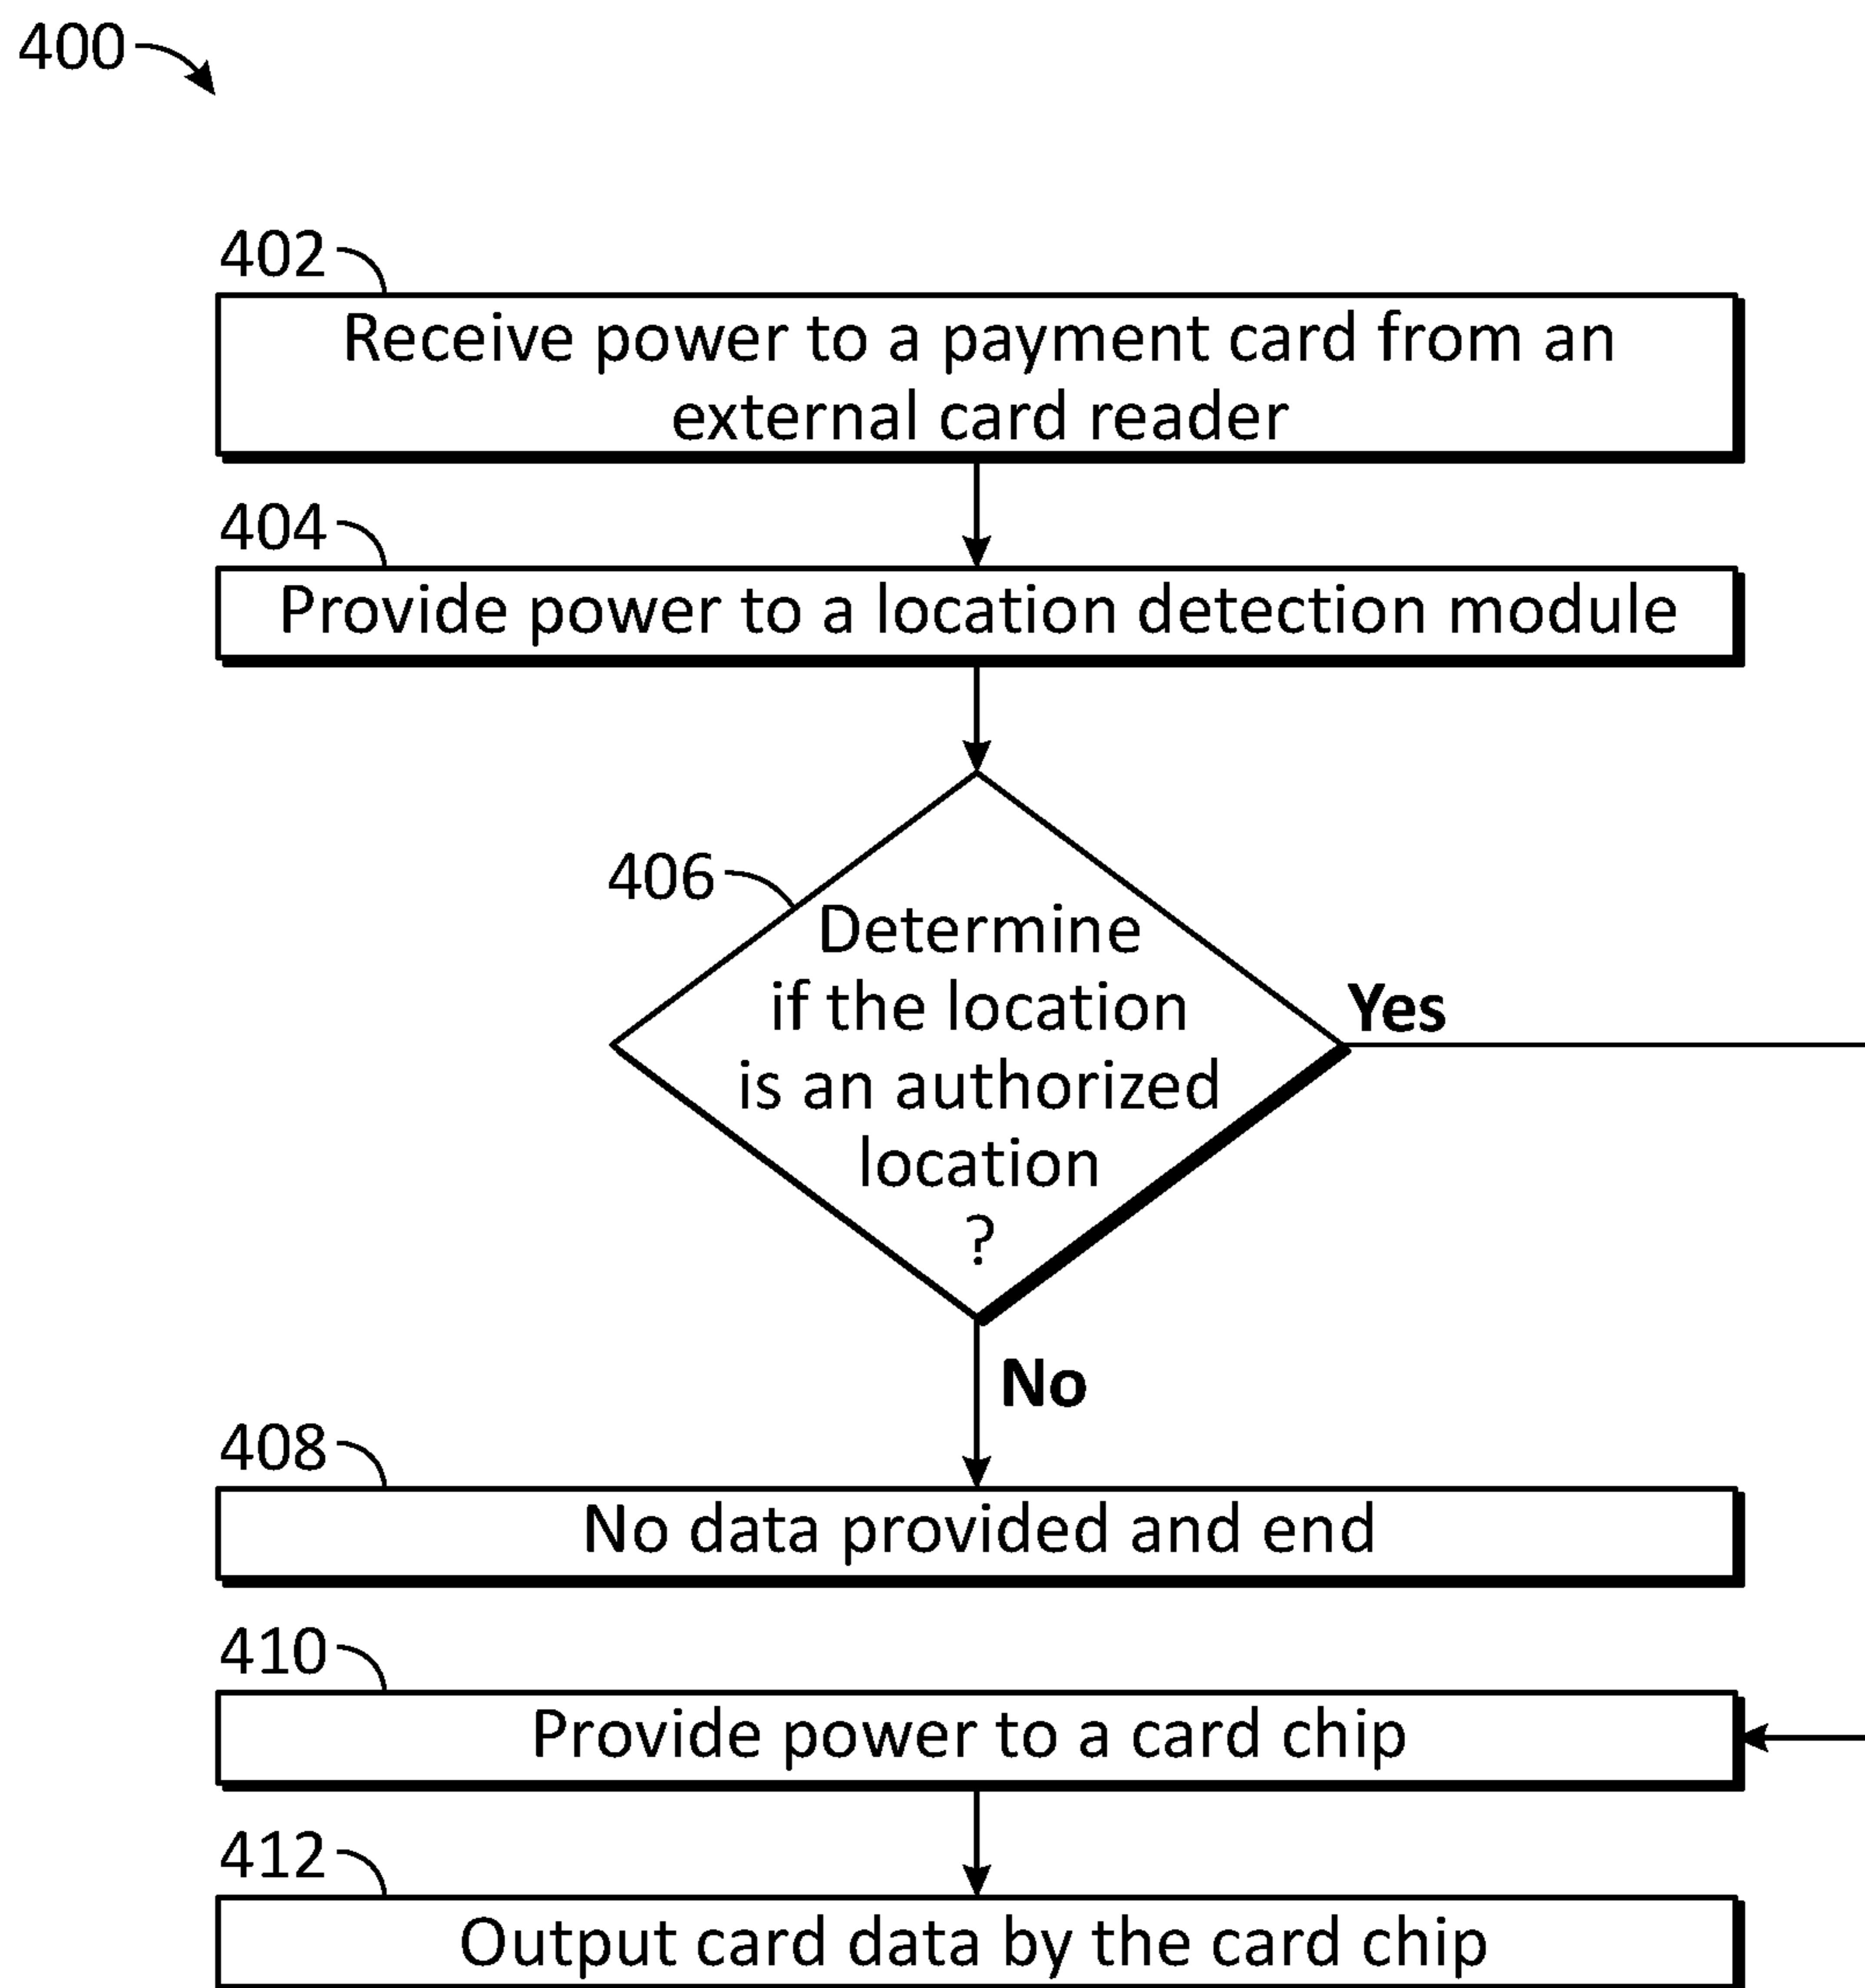 400
402
Receive power to a payment card from an
external card reader
404
Provide power to a location detection module
406
Determine
if the location
is an authorized
location
?
Yes
No
408
No data provided and end
410
Provide power to a card chip
412
Output card data by the card chip